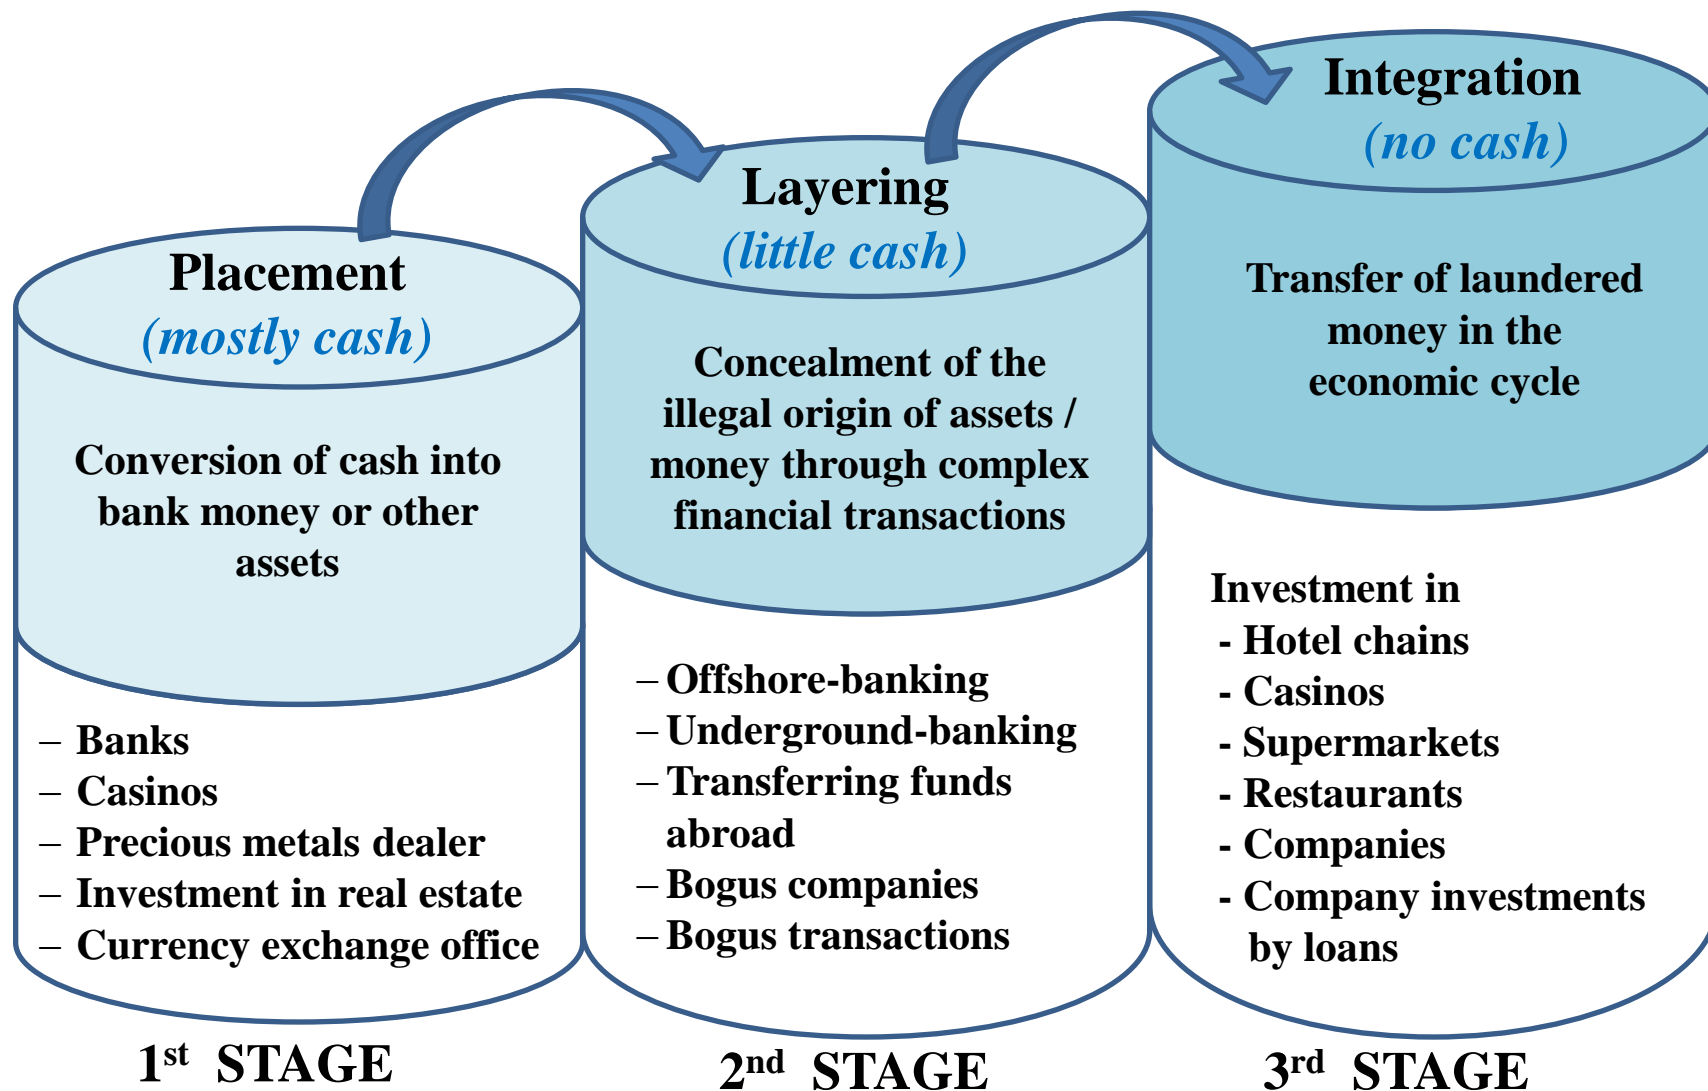 Placement
(mostly cash)
Conversion of cash into
bank money or other
assets
– Banks
– Casinos
– Precious metals dealer
– Investment in real estate
– Currency exchange office
1st STAGE
Layering
(little cash)
Concealment of the
illegal origin of assets /
money through complex
financial transactions
– Offshore-banking
– Underground-banking
– Transferring funds
abroad
– Bogus companies
– Bogus transactions
2nd STAGE
Integration
(no cash)
Transfer of laundered
money in the
economic cycle
Investment in
- Hotel chains
- Casinos
- Supermarkets
- Restaurants
- Companies
- Company investments
by loans
3rd STAGE